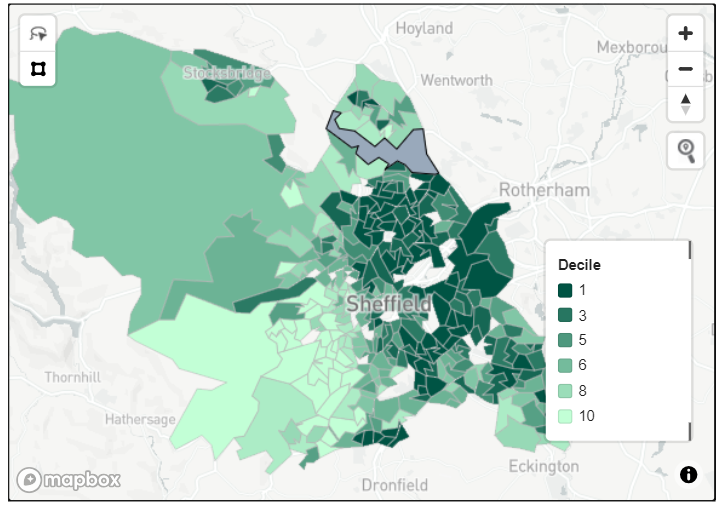 Hoyland
Mexborou
Stocksbridge
Wentworth
Rotherham
Decile
1
3
5
6
8
10
Sheffield
Thornhill
Hathersage
mapbox
Eckington
Dronfield